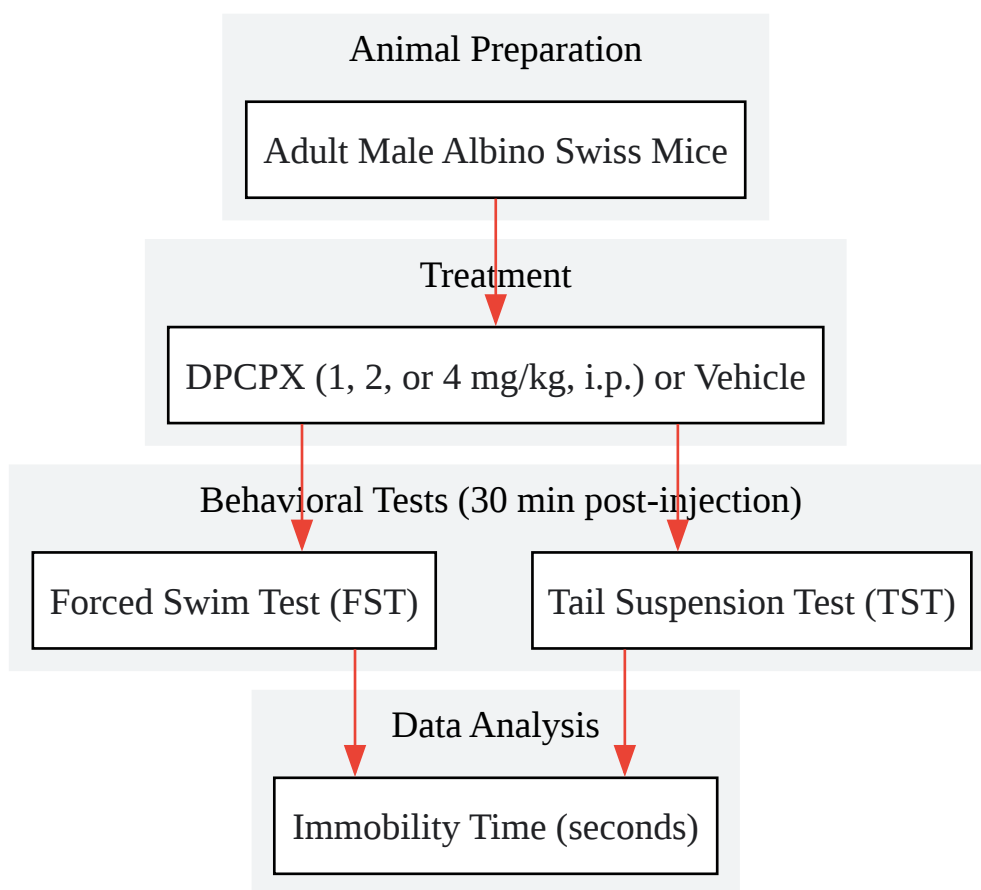 Animal Preparation
Adult Male Albino Swiss Mice
Treatment
DPCPX (1, 2, or 4 mg/kg, i.p.) or Vehicle
Behavioral Tests (30 min post-injection)
Forced Swim Test (FST)
Tail Suspension Test (TST)
Data Analysis
Immobility Time (seconds)